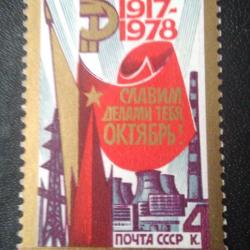 1917-
1978
СЛАВИМ
ДЕЛАМИ ТЕБЯ
ОКТЯБРЬ!
4
ПОЧТА СССР К.